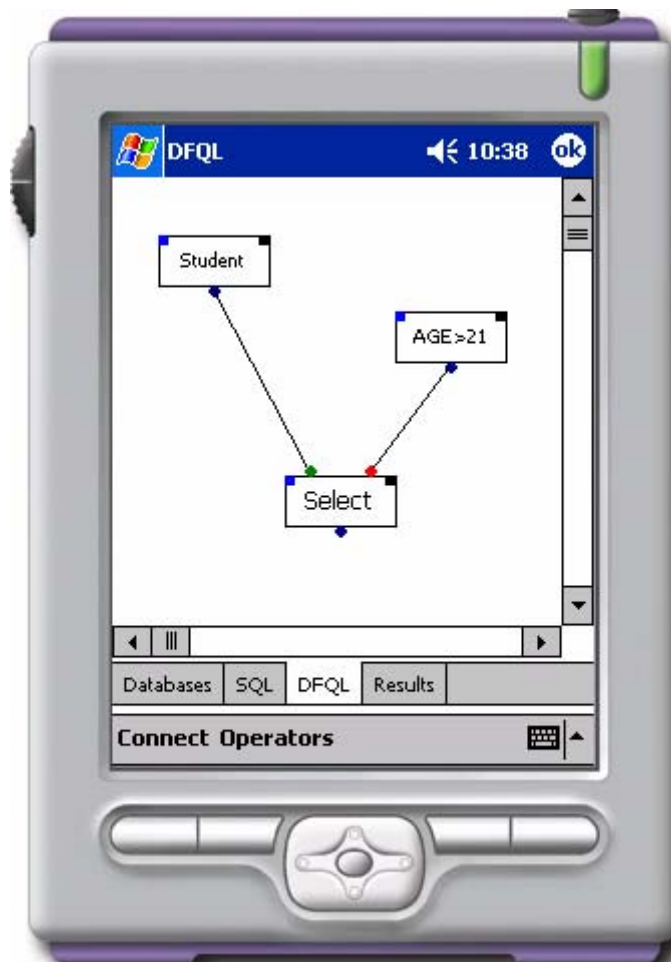 DFQL 10:38 ok
Student
AGE>21
Select
Databases SQL DFQL Results
Connect Operators